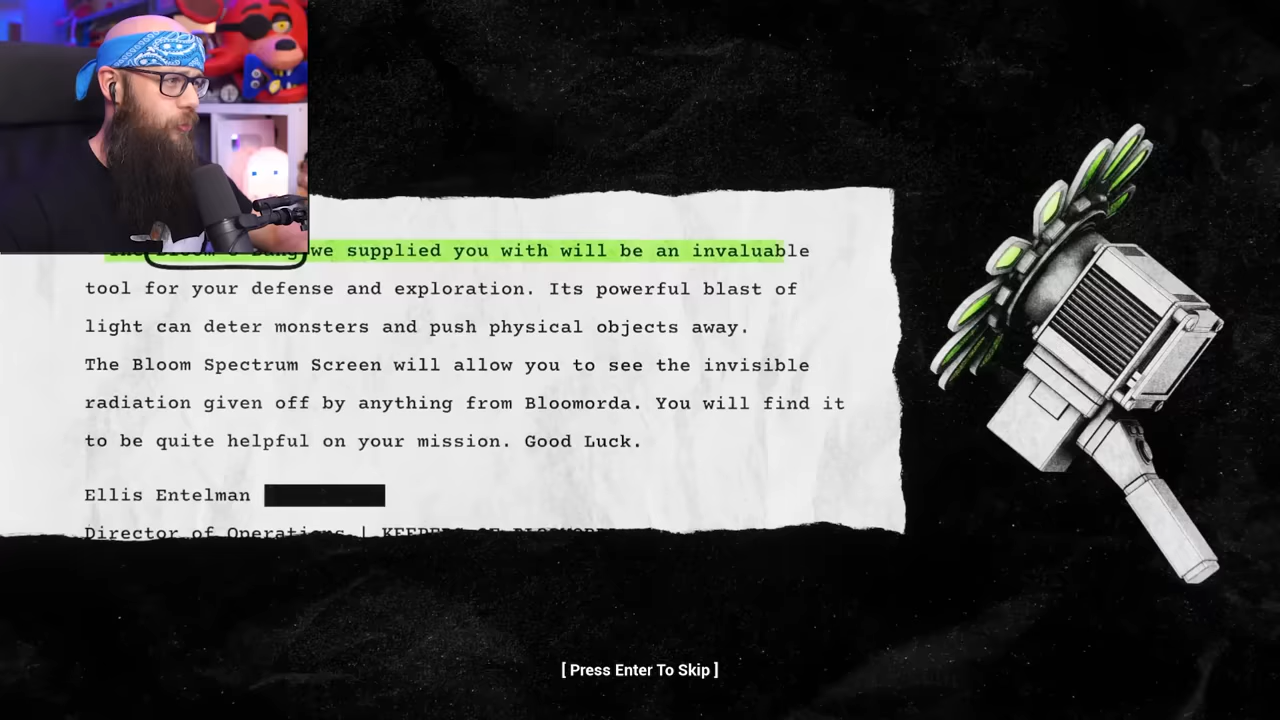 we supplied you with will be an invaluable
tool for your defense and exploration. Its powerful blast of
light can deter monsters and push physical objects away.
The Bloom Spectrum Screen will allow you to see the invisible
radiation given off by anything from Bloomorda. You will find it
to be quite helpful on your mission. Good Luck.
Ellis Entelman
Director of Operations | KEEPERS OF BLOOMORDA
[ Press Enter To Skip ]